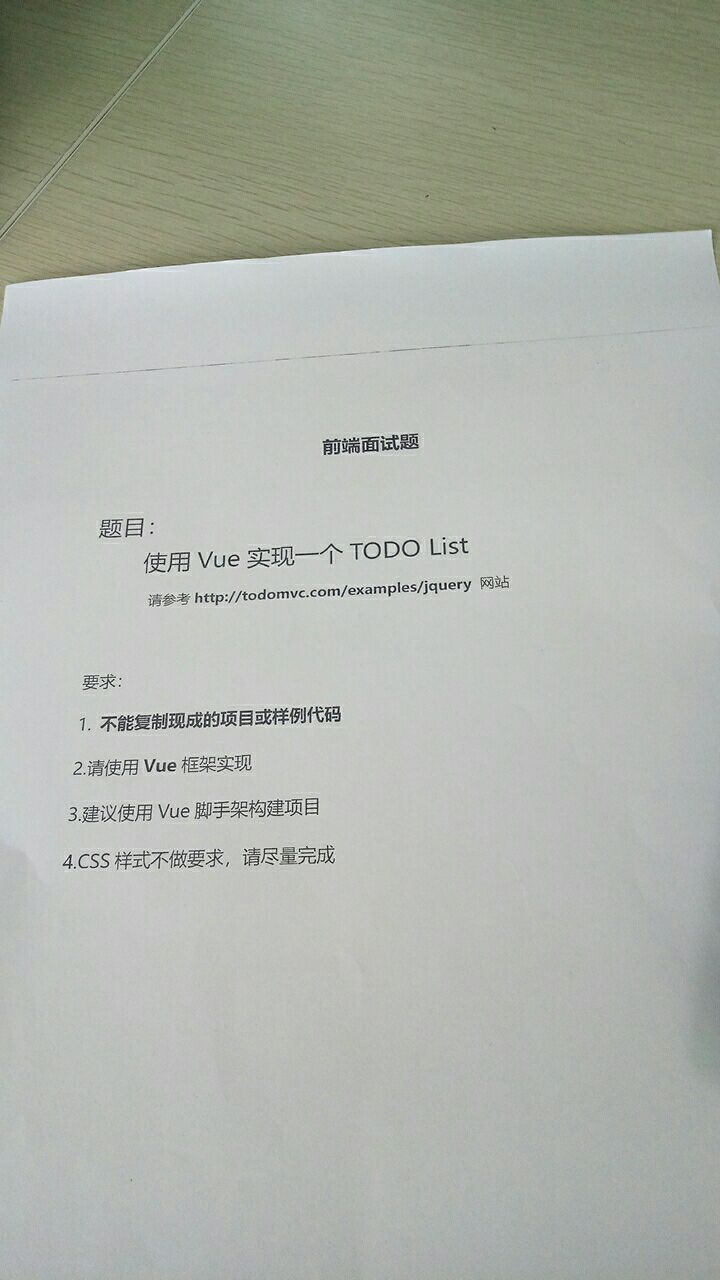 前端面试题
题目：
使用 Vue 实现一个 TODO List
请参考 http://todomvc.com/examples/jquery 网站
要求：
1. 不能复制现成的项目或样例代码
2.请使用 Vue 框架实现
3.建议使用 Vue 脚手架构建项目
4.CSS 样式不做要求，请尽量完成